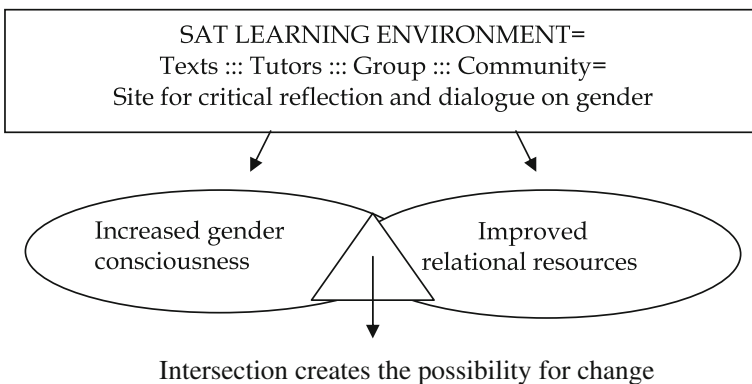 SAT LEARNING ENVIRONMENT=
Texts ::: Tutors ::: Group ::: Community=
Site for critical reflection and dialogue on gender
Increased gender
consciousness
Improved
relational resources
Intersection creates the possibility for change